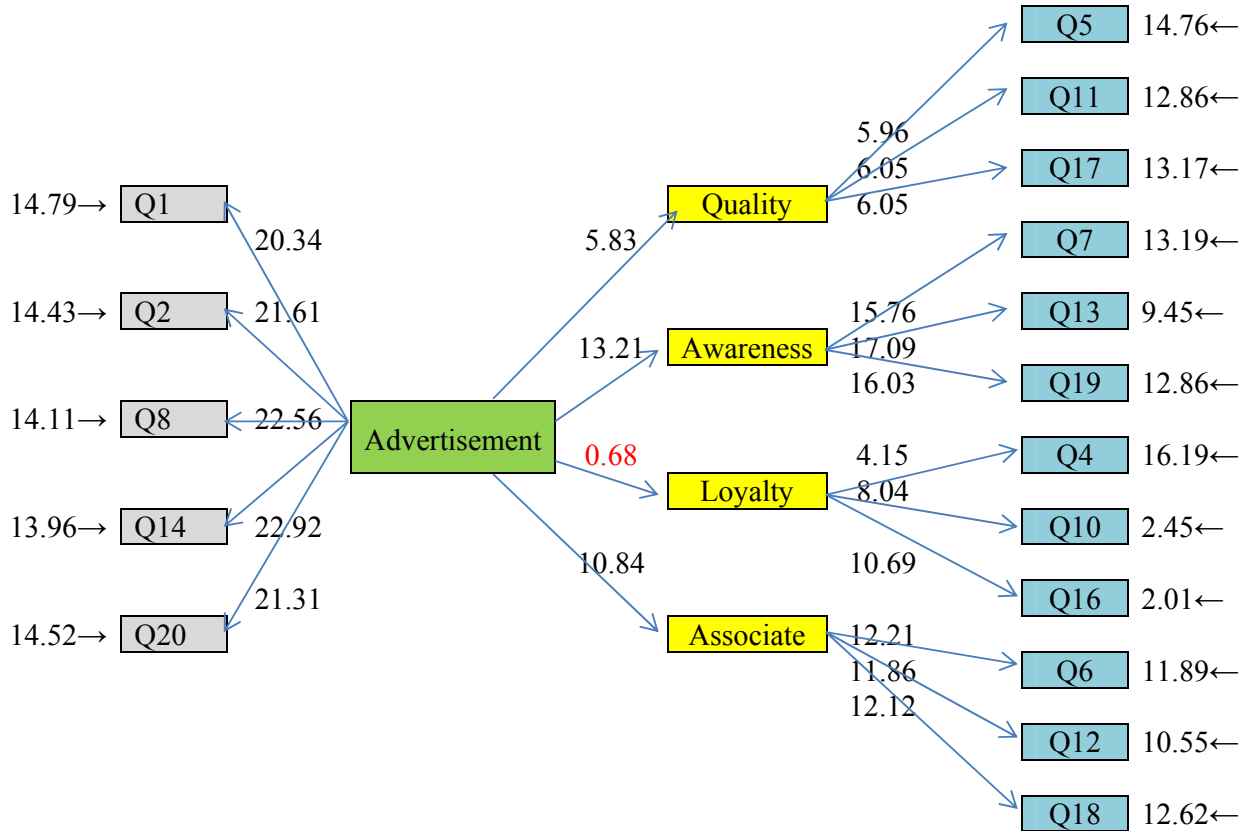 Q5 14.76←
Q11 12.86←
5.96
6.05
Q17 13.17←
14.79→ Q1
Quality
6.05
20.34
5.83
Q7 13.19←
14.43→ Q2
21.61
15.76
Q13 9.45←
13.21
Awareness
17.09
16.03
Q19 12.86←
14.11→ Q8
22.56
Advertisement
0.68
4.15
Q4 16.19←
Loyalty
8.04
13.96→ Q14
22.92
Q10 2.45←
10.84
10.69
21.31
Q16 2.01←
14.52→ Q20
Associate
12.21
11.86
Q6 11.89←
12.12
Q12 10.55←
Q18 12.62←